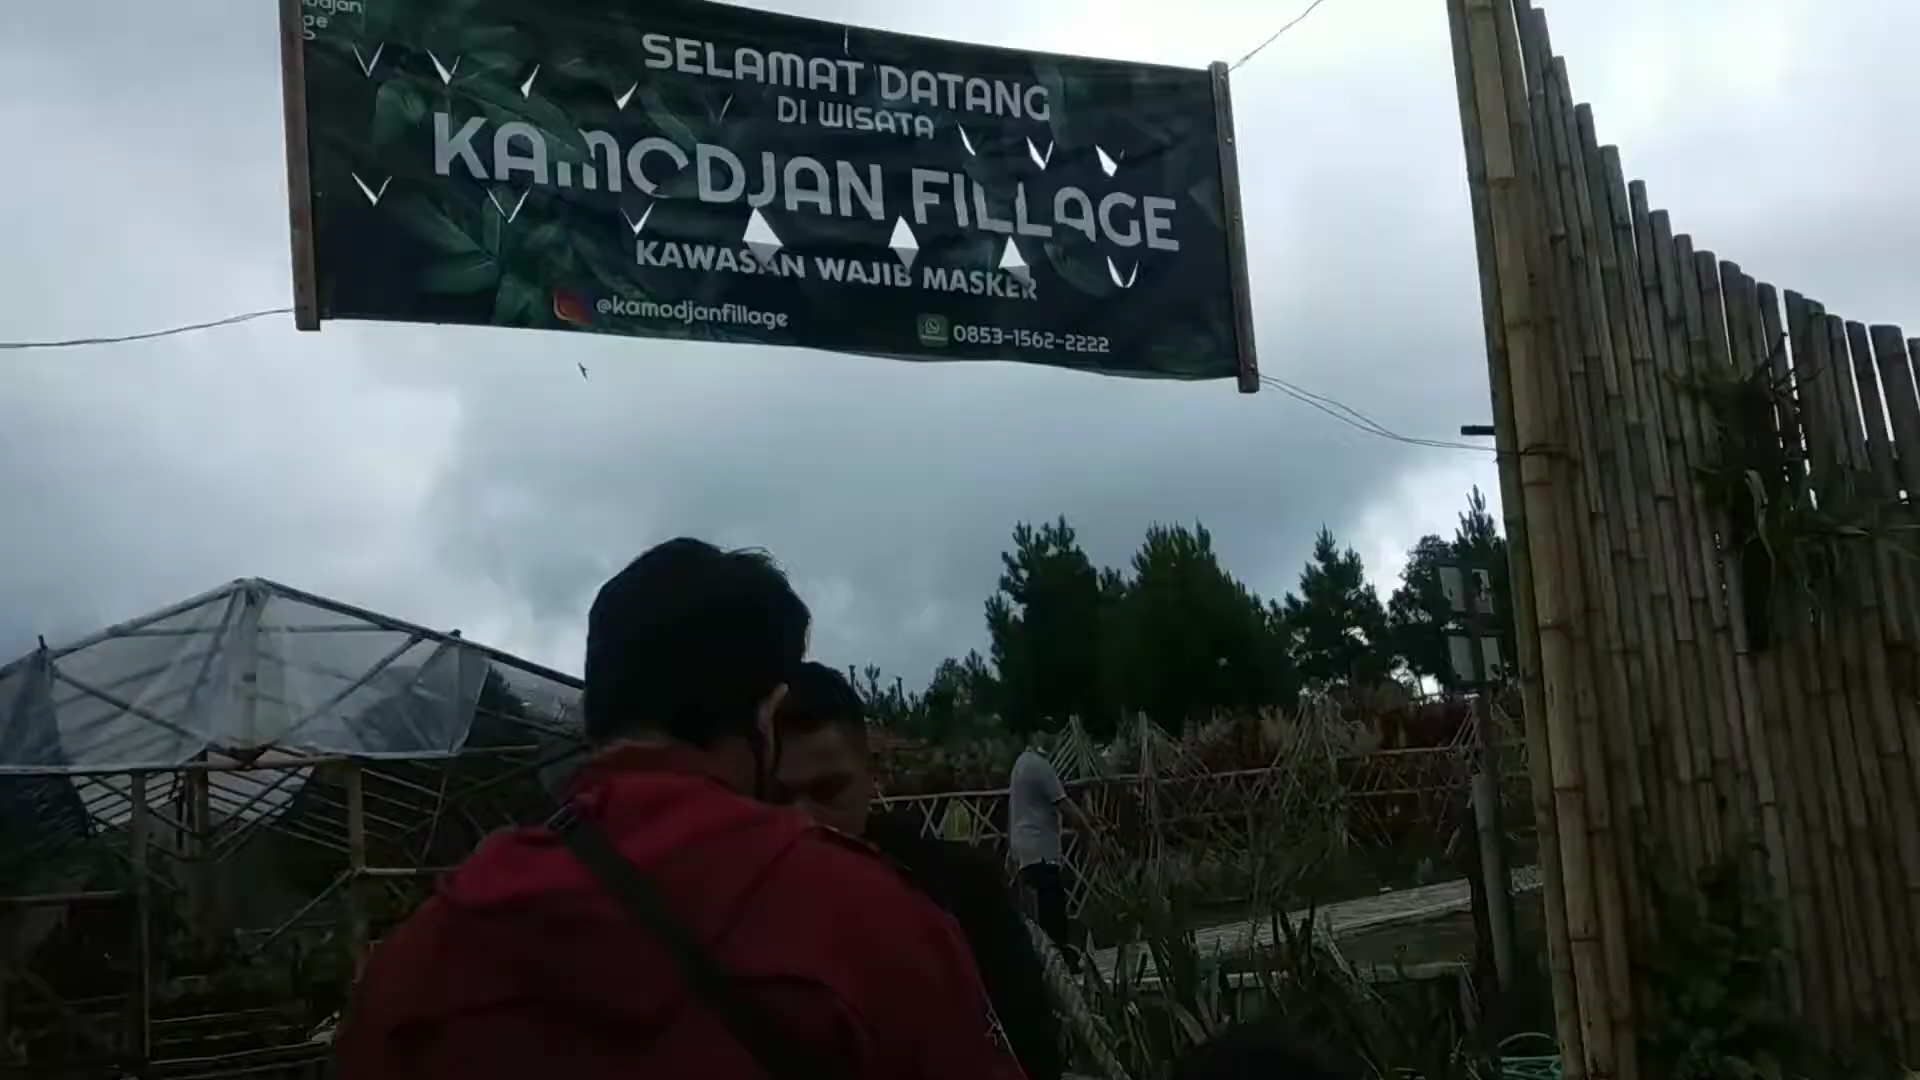 SELAMAT DATANG
DI WISATA
KAMODJAN FILLAGE
KAWASAN WAJIB MASKER
@kamodjanfillage
0853-1562-2222